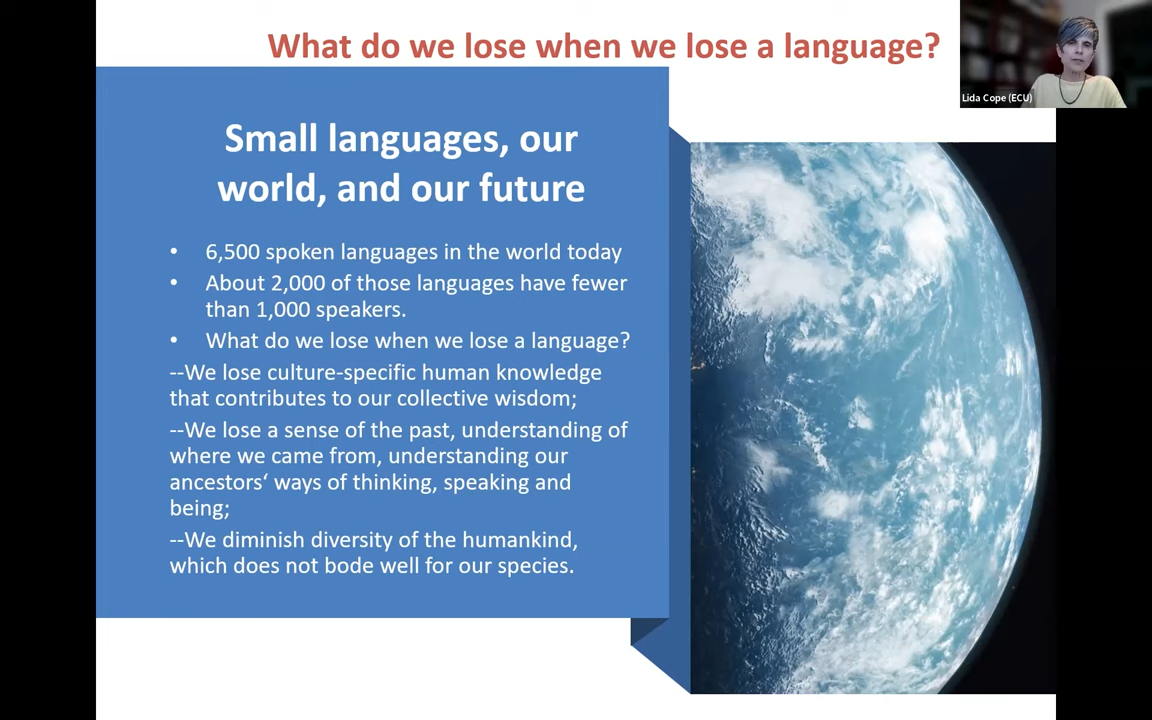 What do we lose when we lose a language?
Lida Cope (ECU)
Small languages, our
world, and our future
• 6,500 spoken languages in the world today
• About 2,000 of those languages have fewer
than 1,000 speakers.
• What do we lose when we lose a language?
--We lose culture-specific human knowledge
that contributes to our collective wisdom;
--We lose a sense of the past, understanding of
where we came from, understanding our
ancestors‘ ways of thinking, speaking and
being;
--We diminish diversity of the humankind,
which does not bode well for our species.